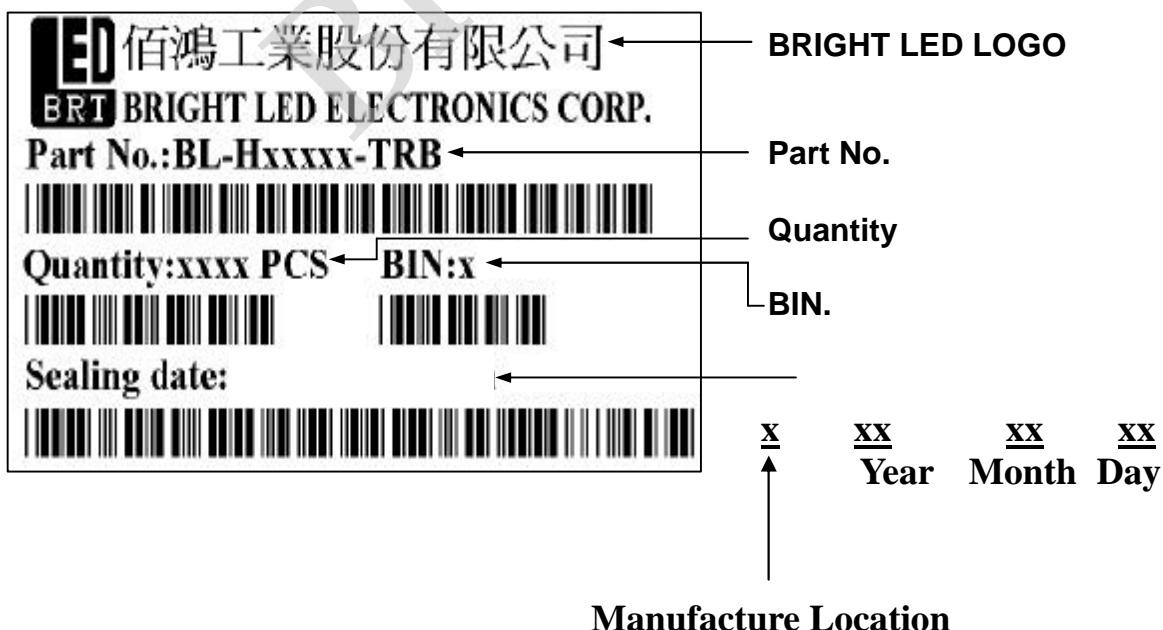 LED 佰鴻工業股份有限公司
BRT BRIGHT LED ELECTRONICS CORP.
Part No.:BL-Hxxxxx-TRB
Quantity:xxxx PCS BIN:x
Sealing date:
BRIGHT LED LOGO
Part No.
Quantity
BIN.
x xx xx xx
Year Month Day
Manufacture Location